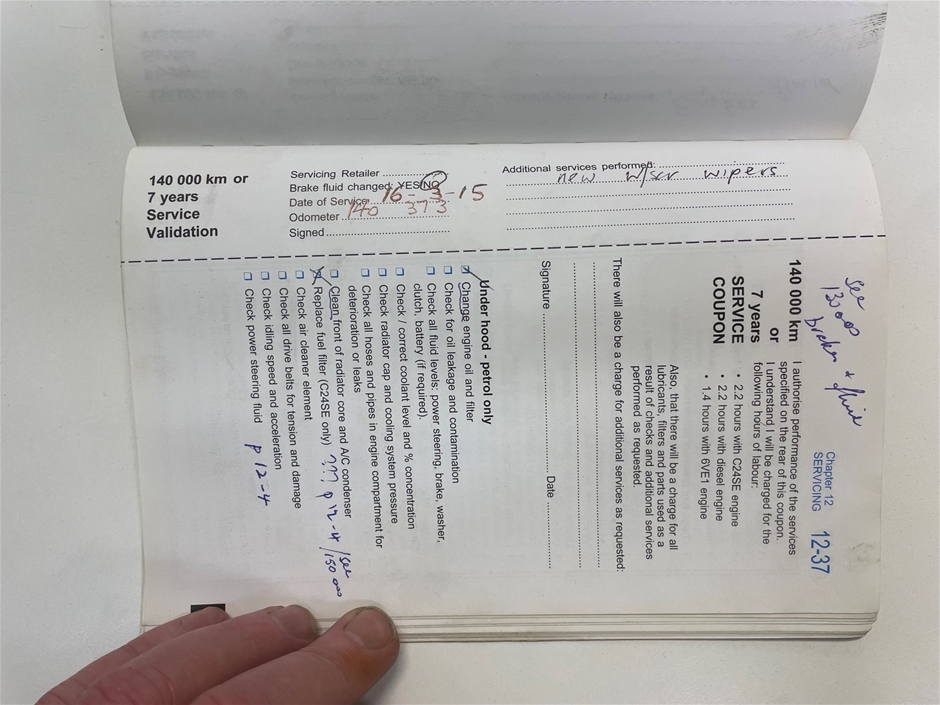 140 000 km or
7 years
Service
Validation
Servicing Retailer
Brake fluid changed: YES/NO
Date of Service 16-3-15
Odometer 140 373
Signed
Additional services performed:
new w/scr wipers
see
130 000
&
Chapter 12
SERVICING 12-37
140 000 km
or
7 years
SERVICE
COUPON
I authorise performance of the services
specified on the rear of this coupon.
I understand I will be charged for the
following hours of labour:
• 2.2 hours with C24SE engine
• 2.2 hours with diesel engine
• 1.4 hours with 6VE1 engine
Also, that there will be a charge for all
lubricants, filters and parts used as a
result of checks and additional services
performed as requested.
There will also be a charge for additional services as requested:
Signature Date
Under hood - petrol only
Change engine oil and filter
Check for oil leakage and contamination
Check all fluid levels: power steering, brake, washer,
clutch, battery (if required).
Check / correct coolant level and % concentration
Check radiator cap and cooling system pressure
Check all hoses and pipes in engine compartment for
deterioration or leaks
Clean front of radiator core and A/C condenser
Replace fuel filter (C24SE only) ??? p 12-4 / see
150 000
Check air cleaner element
Check all drive belts for tension and damage
Check idling speed and acceleration
Check power steering fluid p 12-4